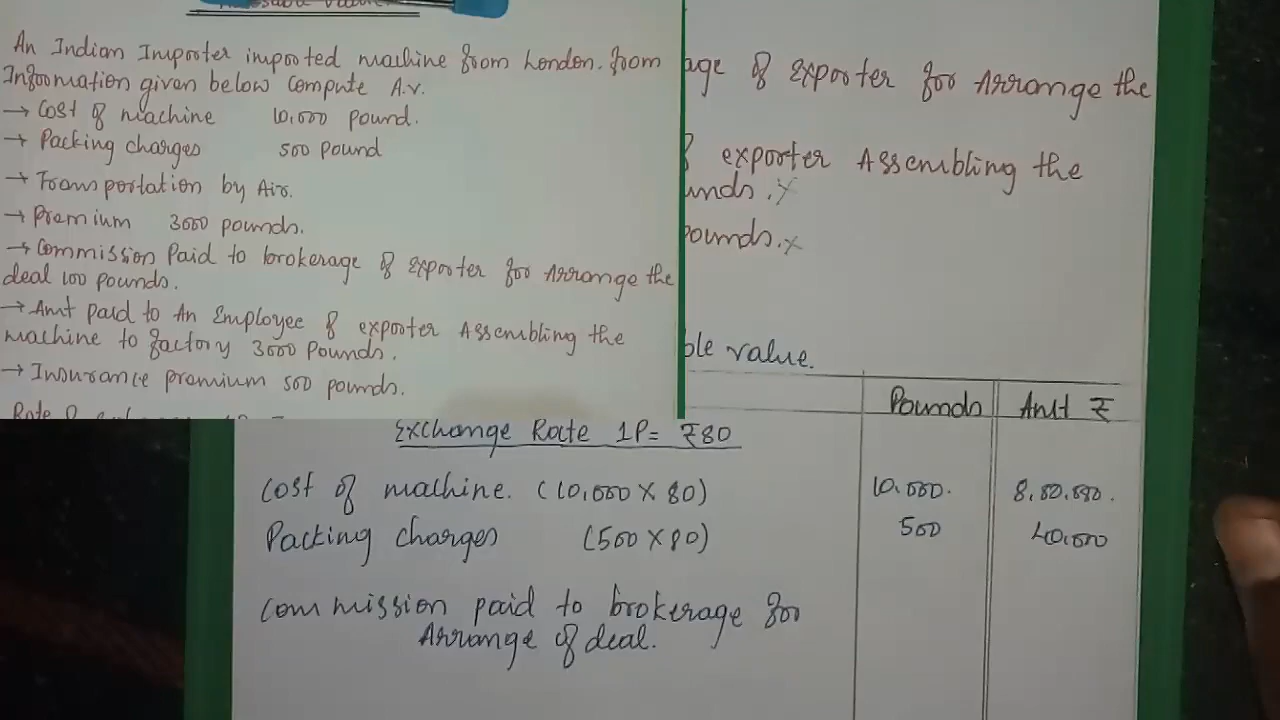 An Indian Importer imported machine from London. from
Information given below compute A.V.
→ Cost of machine 10,000 pound.
→ Packing charges 500 pound
→ Transportation by Air.
→ Premium 3000 pounds.
→ Commission Paid to brokerage of exporter for Arrange the
deal 100 pounds.
→ Amt paid to An Employee of exporter Assembling the
machine to factory 3000 Pounds.
→ Insurance premium 500 pounds.
age of exporter for Arrange the
exporter Assembling the
unds. x
pounds. x
ble value.
Pounds Amt ₹
Exchange Rate 1P= ₹80
Cost of machine. (10,000 X 80) 10,000. 8,00,000.
Packing charges (500 X 80) 500 40,000
Commission paid to brokerage for
Arrange of deal.